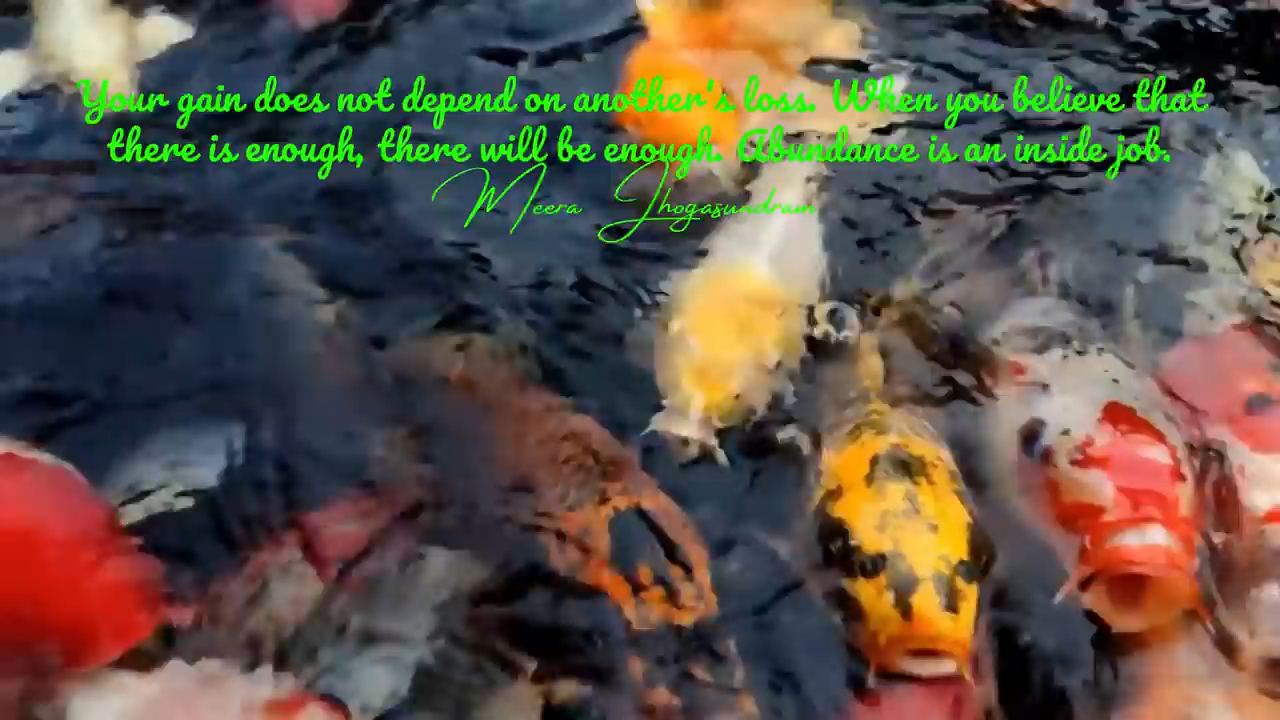 Your gain does not depend on another's loss. When you believe that
there is enough, there will be enough. Abundance is an inside job.
Meera Jhogasundram